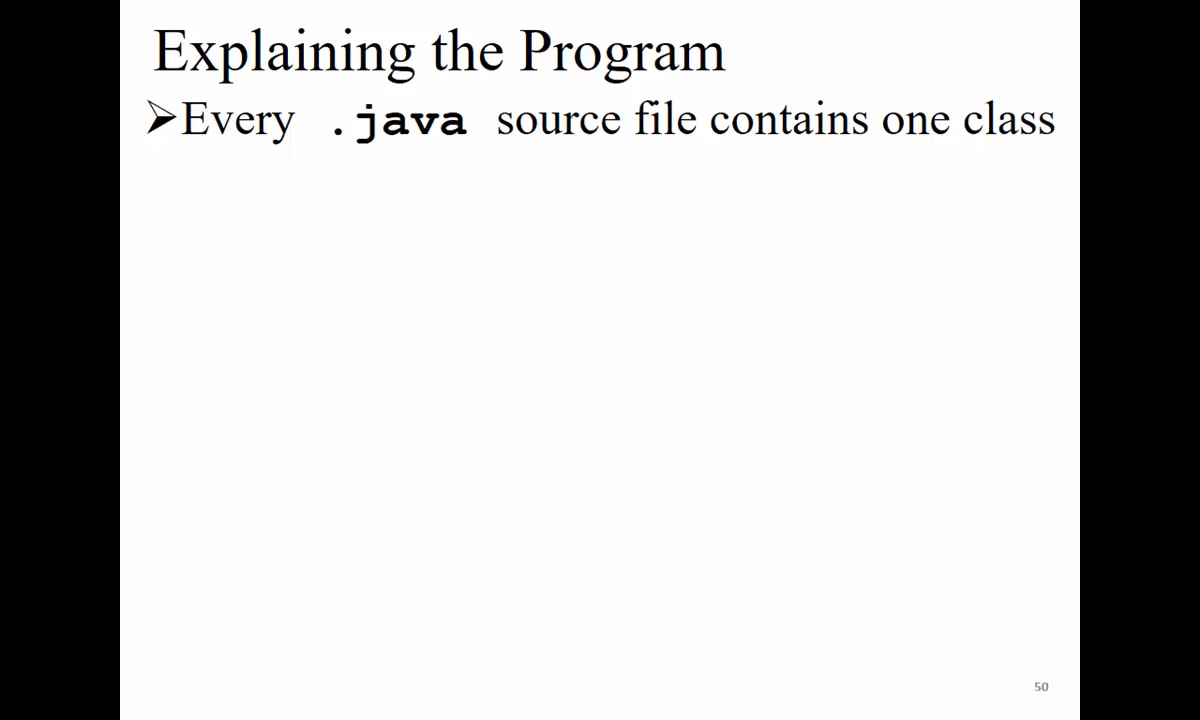 Explaining the Program
➢Every .java source file contains one class
50